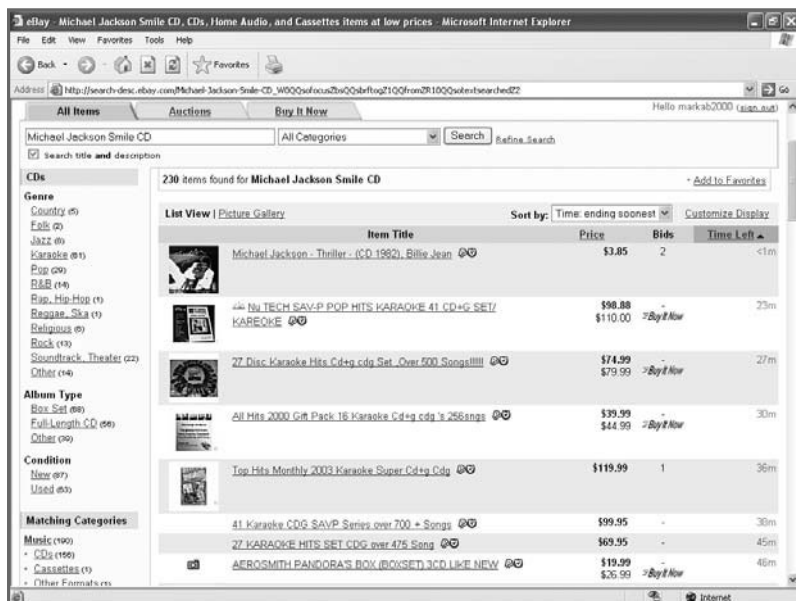 eBay - Michael Jackson Smile CD, CDs, Home Audio, and Cassettes items at low prices - Microsoft Internet Explorer
File Edit View Favorites Tools Help
Back Favorites
Address http://search-desc.ebay.com/Michael-Jackson-Smile-CD_W0QQsofocusZbsQQsbrftogZ1QQfromZR10QQsotextsearchedZ2 Go
All Items Auctions Buy It Now Hello markab2000 (sign out)
Michael Jackson Smile CD All Categories Search Refine Search
Search title and description
CDs
230 items found for Michael Jackson Smile CD Add to Favorites
Genre
Country (5)
Folk (2)
Jazz
Karaoke (61)
Pop (29)
R&B (14)
Rap, Hip-Hop (1)
Reggae, Ska (1)
Religious
Rock (13)
Soundtrack, Theater (22)
Other (14)
Album Type
Box Set
Full-Length CD
Other
Condition
New
Used
Matching Categories
Music (190)
CDs
Cassettes (1)
Other Formats
List View | Picture Gallery Sort by: Time: ending soonest Customize Display
Item Title Price Bids Time Left
Michael Jackson - Thriller - (CD 1982), Billie Jean $3.85 2 <1m
Nu TECH SAV-P POP HITS KARAOKE 41 CD+G SET/ $98.88 - 23m
KAREOKE $110.00 Buy It Now
27 Disc Karaoke Hits Cd+g cdg Set ,Over 500 Songs!!!!! $74.99 - 27m
$79.99 Buy It Now
All Hits 2000 Gift Pack 16 Karaoke Cd+g cdg 's 256sngs $39.99 - 30m
$44.99 Buy It Now
Top Hits Monthly 2003 Karaoke Super Cd+g Cdg $119.99 1 36m
41 Karaoke CDG SAVP Series over 700 + Songs $99.95 - 38m
27 KARAOKE HITS SET CDG over 475 Song $69.95 - 45m
AEROSMITH PANDORA'S BOX (BOXSET) 3CD LIKE NEW $19.99 - 46m
$26.99 Buy It Now
Internet